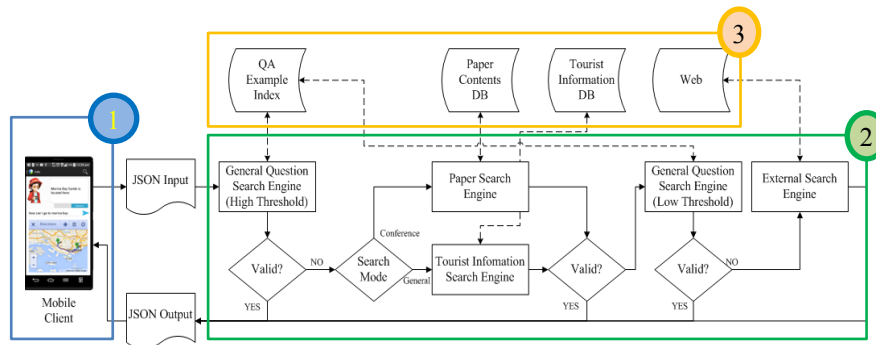 3
QA
Example
Index
Paper
Contents
DB
Tourist
Information
DB
Web
1
2
JSON Input
General Question
Search Engine
(High Threshold)
Paper Search
Engine
General Question
Search Engine
(Low Threshold)
External Search
Engine
Conference
Valid?
NO
Search
Mode
General
Tourist Infomation
Search Engine
Valid?
Valid?
NO
YES
YES
YES
Mobile
Client
JSON Output